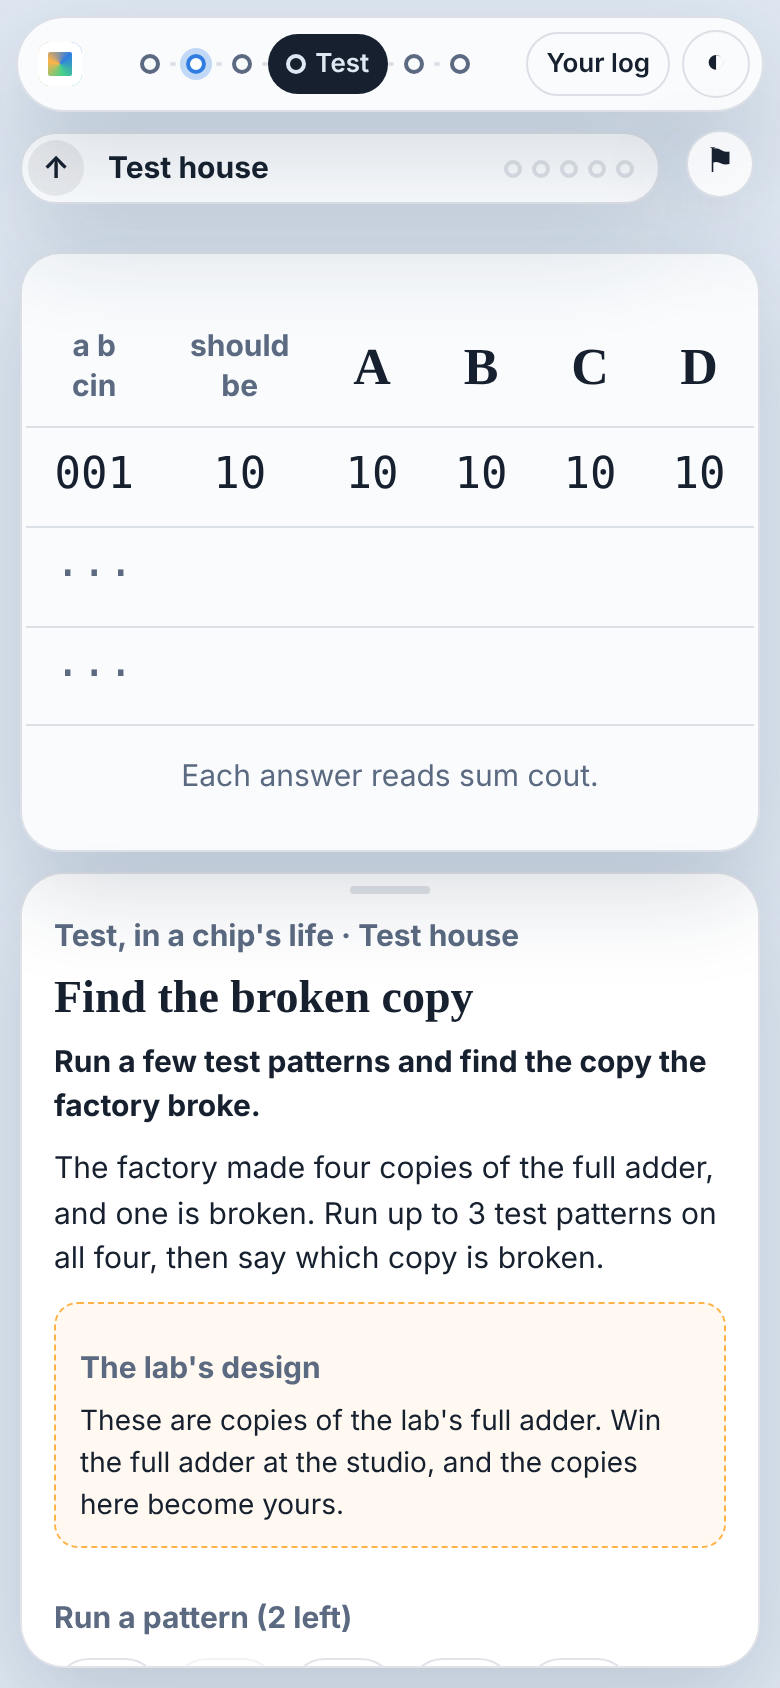 Test
Your log
Test house
a b cin
should be
A B C D
001 10 10 10 10 10
...
...
Each answer reads sum cout.
Test, in a chip's life · Test house
Find the broken copy
Run a few test patterns and find the copy the
factory broke.
The factory made four copies of the full adder,
and one is broken. Run up to 3 test patterns on
all four, then say which copy is broken.
The lab's design
These are copies of the lab's full adder. Win
the full adder at the studio, and the copies
here become yours.
Run a pattern (2 left)